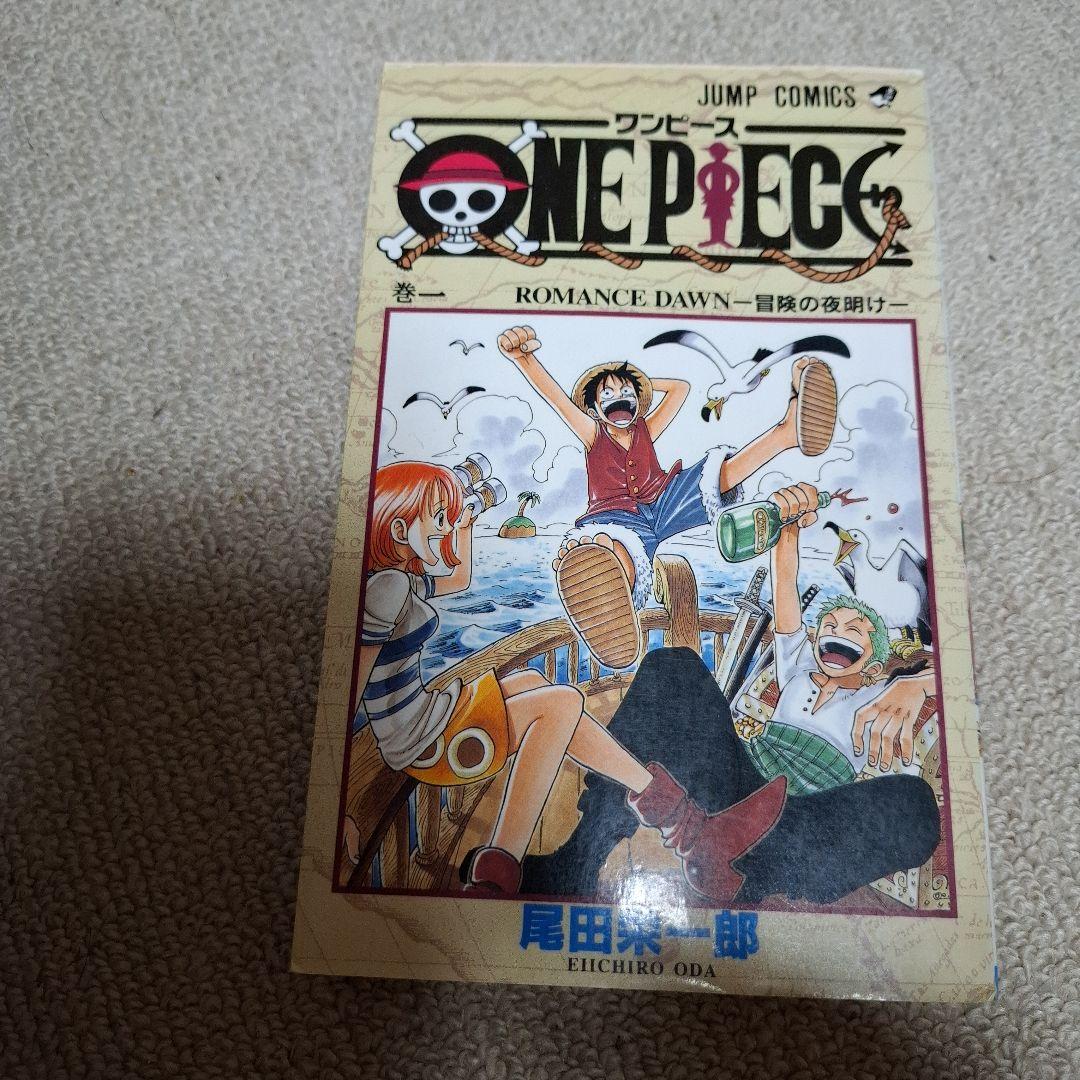 JUMP COMICS
ワンピース
ONE PIECE
巻一
ROMANCE DAWN—冒険の夜明け—
尾田栄一郎
EIICHIRO ODA